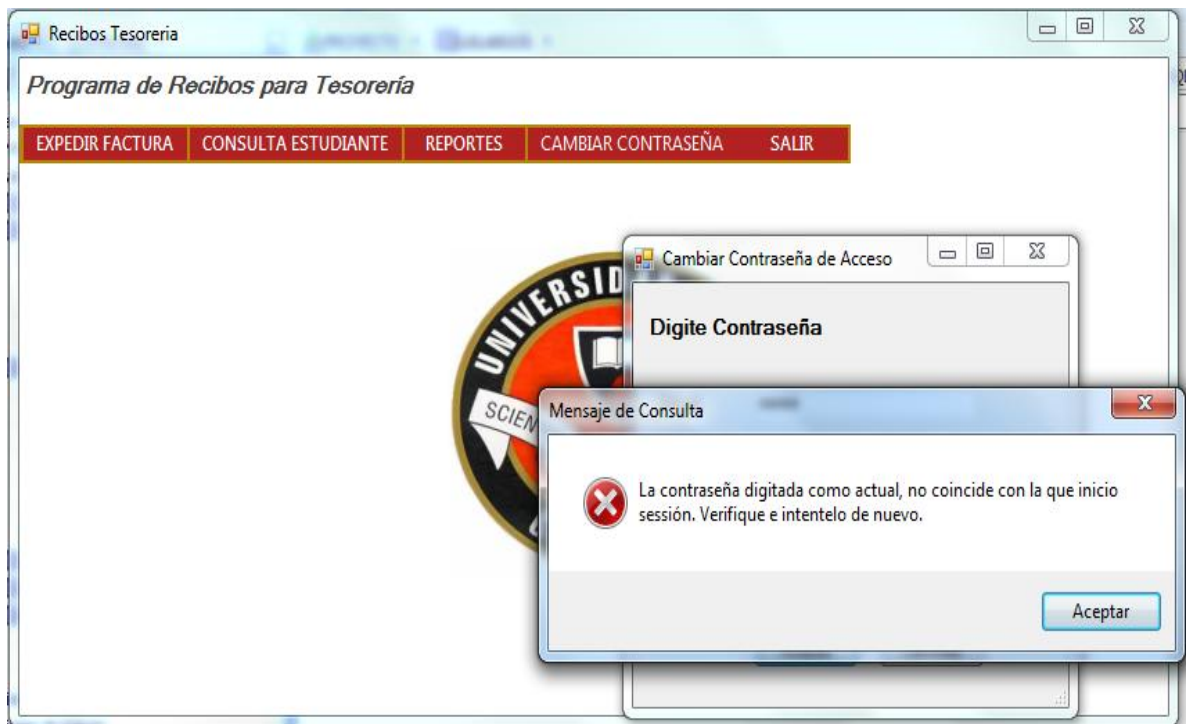 Recibos Tesoreria
Programa de Recibos para Tesorería
EXPEDIR FACTURA CONSULTA ESTUDIANTE REPORTES CAMBIAR CONTRASEÑA SALIR
UNIVERSID
SCIEN
Cambiar Contraseña de Acceso
Digite Contraseña
Mensaje de Consulta
La contraseña digitada como actual, no coincide con la que inicio
sessión. Verifique e intentelo de nuevo.
Aceptar